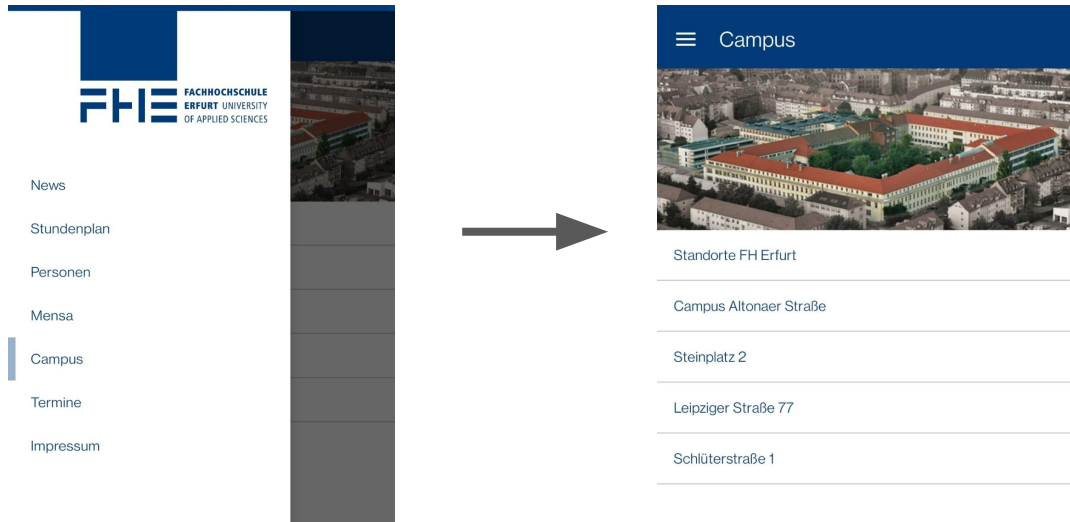 FACHHOCHSCHULE
ERFURT UNIVERSITY
OF APPLIED SCIENCES
News
Stundenplan
Personen
Mensa
Campus
Termine
Impressum
Campus
Standorte FH Erfurt
Campus Altonaer Straße
Steinplatz 2
Leipziger Straße 77
Schlüterstraße 1